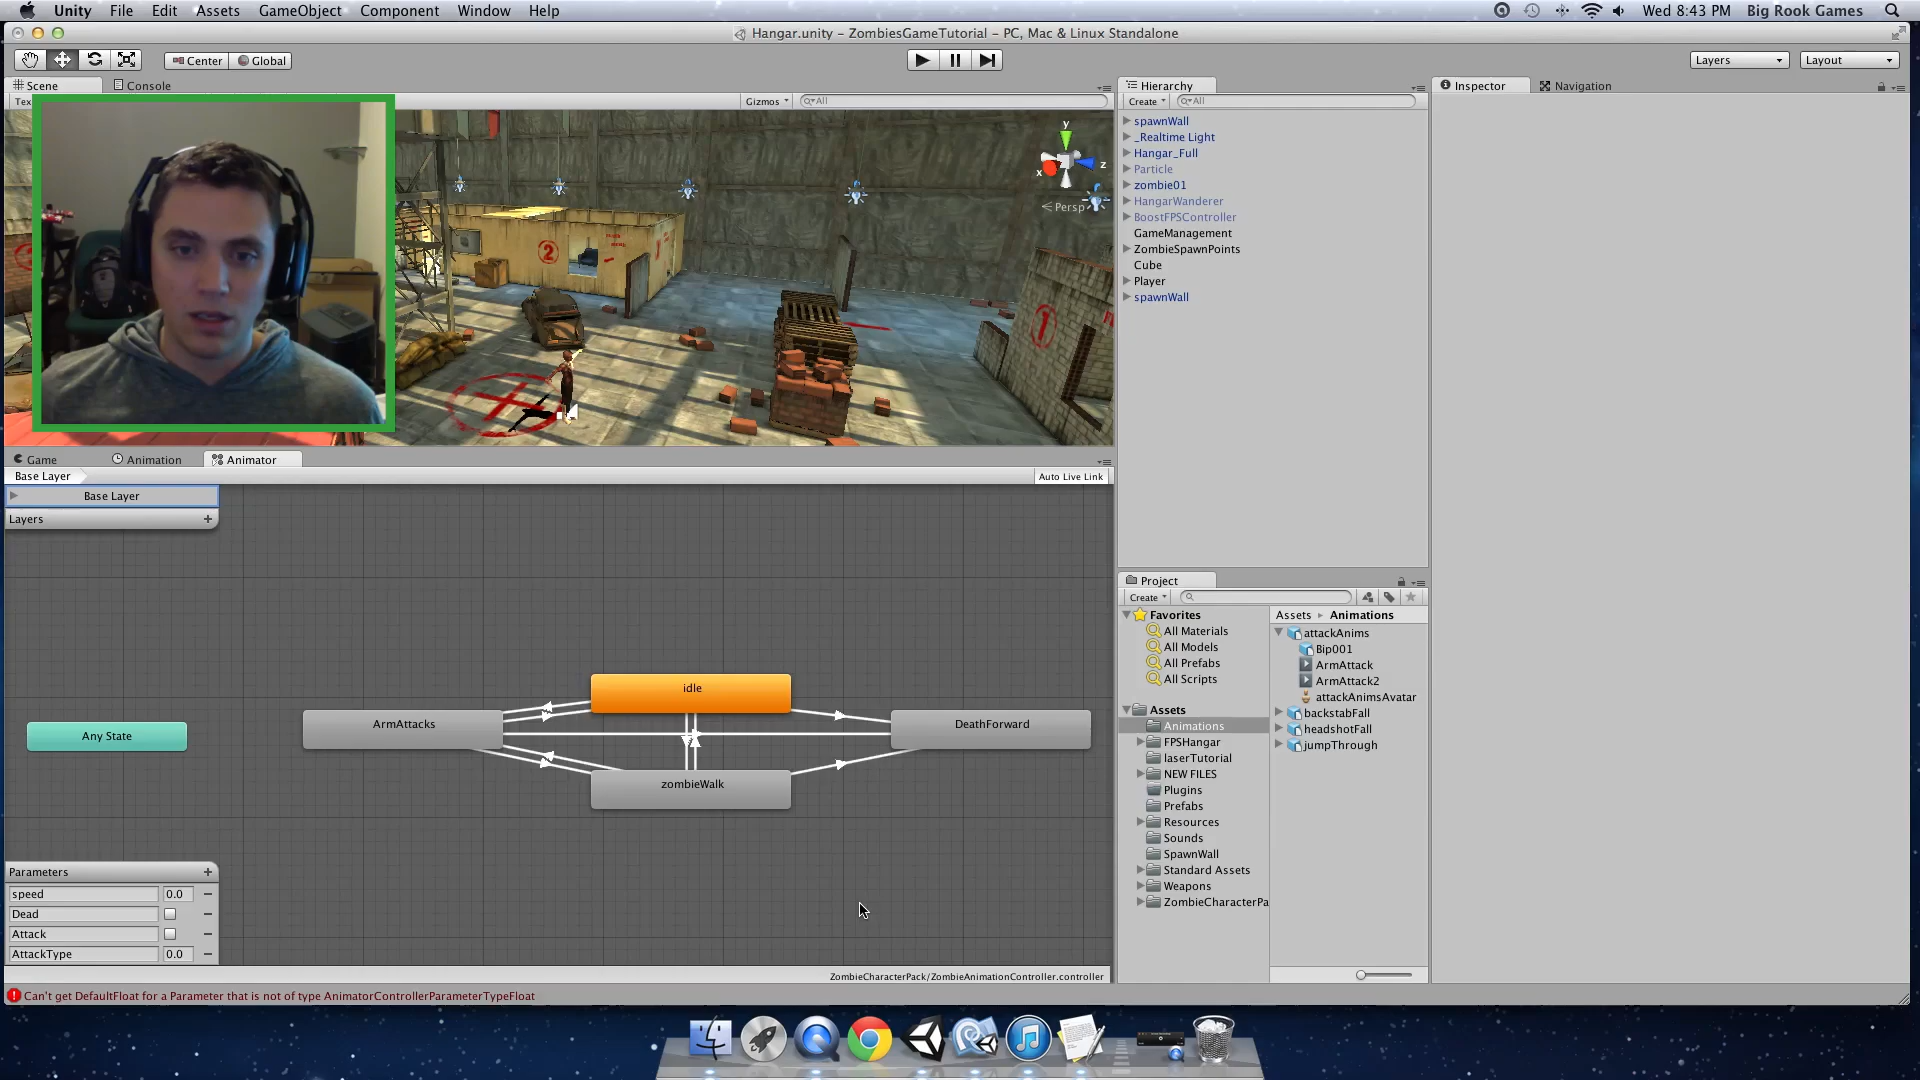 Unity File Edit Assets GameObject Component Window Help Wed 8:43 PM Big Rook Games
Hangar.unity – ZombiesGameTutorial – PC, Mac & Linux Standalone
Center Global Layers Layout
Scene Console
Tex Gizmos All
Persp
x y z
Hierarchy
Create All
spawnWall
_Realtime Light
Hangar_Full
Particle
zombie01
HangarWanderer
BoostFPSController
GameManagement
ZombieSpawnPoints
Cube
Player
spawnWall
Inspector Navigation
Game Animation Animator
Base Layer Auto Live Link
Base Layer
Layers
idle
ArmAttacks
DeathForward
Any State
zombieWalk
Parameters
speed 0.0
Dead
Attack
AttackType 0.0
ZombieCharacterPack/ZombieAnimationController.controller
Project
Create
Favorites
All Materials
All Models
All Prefabs
All Scripts
Assets
Animations
FPSHangar
laserTutorial
NEW FILES
Plugins
Prefabs
Resources
Sounds
SpawnWall
Standard Assets
Weapons
ZombieCharacterPa
Assets Animations
attackAnims
Bip001
ArmAttack
ArmAttack2
attackAnimsAvatar
backstabFall
headshotFall
jumpThrough
Can't get DefaultFloat for a Parameter that is not of type AnimatorControllerParameterTypeFloat